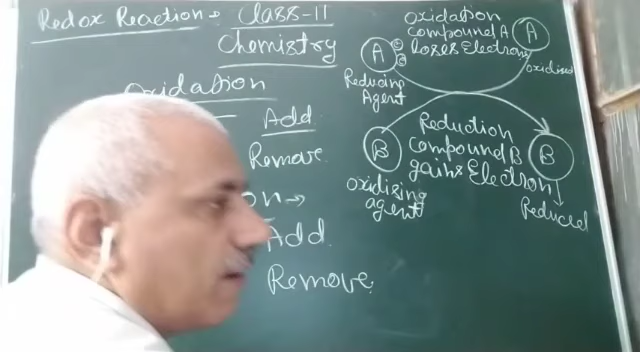 Redox Reaction → Class-11
Chemistry
Oxidation
Add
Remove
on →
Add
Remove
Oxidation
Compound A
loses Electrons
A
e
e
A
oxidised
Reducing
Agent
B
Reduction
compound B
gains Electron
B
oxidising
agent
Reduced